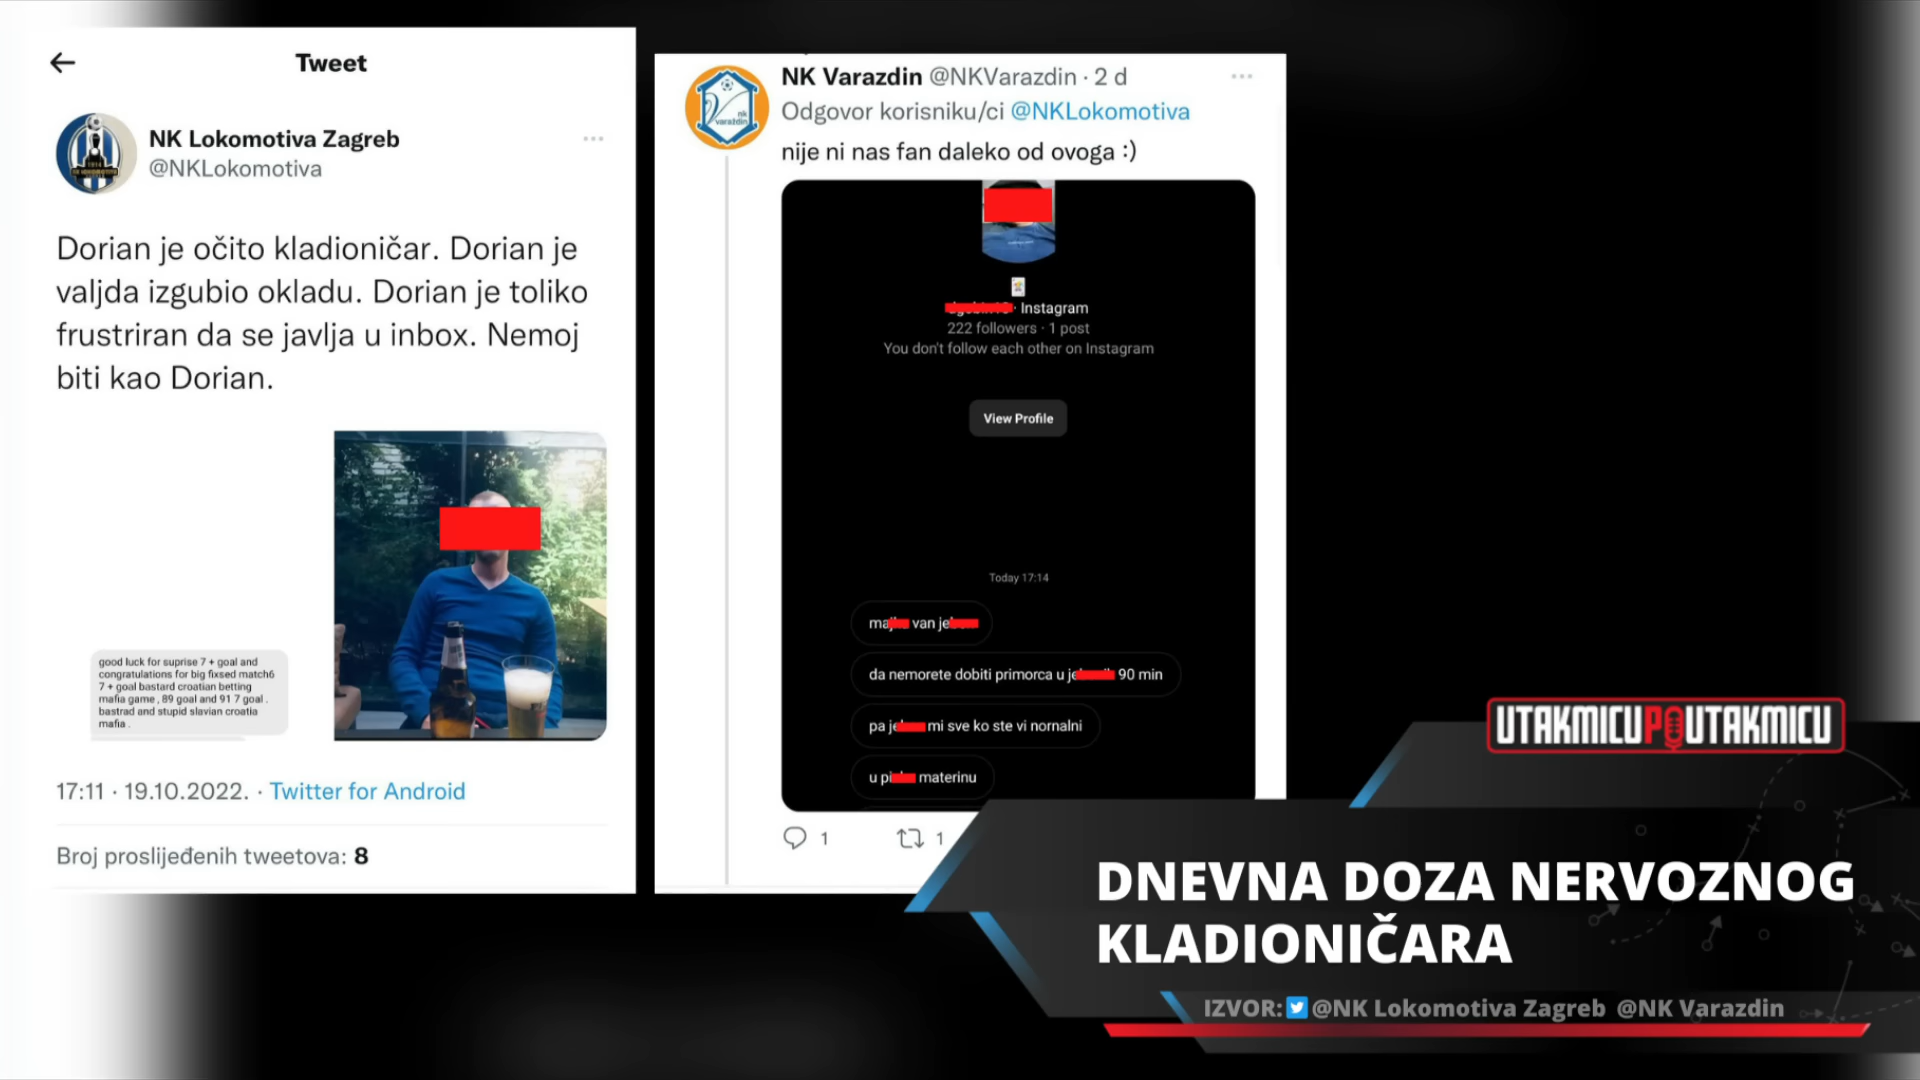 Tweet
NK Lokomotiva Zagreb
@NKLokomotiva
Dorian je očito kladioničar. Dorian je
valjda izgubio okladu. Dorian je toliko
frustriran da se javlja u inbox. Nemoj
biti kao Dorian.
good luck for suprise 7 + goal and
congratulations for big fixsed match6
7 + goal bastard croatian betting
mafia game , 89 goal and 91 7 goal .
bastrad and stupid slavian croatia
mafia .
17:11 · 19.10.2022. · Twitter for Android
Broj proslijeđenih tweetova: 8
NK Varazdin @NKVarazdin · 2 d
Odgovor korisniku/ci @NKLokomotiva
nije ni nas fan daleko od ovoga :)
nk
varaždin
· Instagram
222 followers · 1 post
You don't follow each other on Instagram
View Profile
Today 17:14
ma van je
da nemorete dobiti primorca u je 90 min
pa je mi sve ko ste vi nornalni
u pi materinu
1 1
UTAKMICU PO UTAKMICU
DNEVNA DOZA NERVOZNOG
KLADIONIČARA
IZVOR: @NK Lokomotiva Zagreb @NK Varazdin